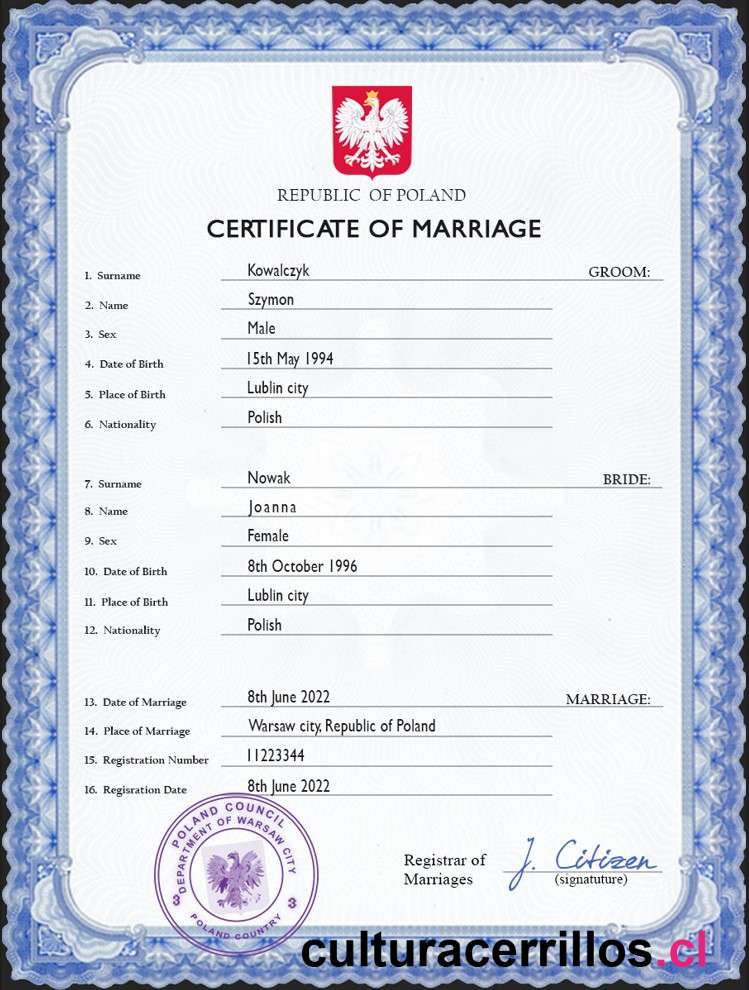 REPUBLIC OF POLAND
CERTIFICATE OF MARRIAGE
1. Surname Kowalczyk GROOM:
2. Name Szymon
3. Sex Male
4. Date of Birth 15th May 1994
5. Place of Birth Lublin city
6. Nationality Polish
7. Surname Nowak BRIDE:
8. Name Joanna
9. Sex Female
10. Date of Birth 8th October 1996
11. Place of Birth Lublin city
12. Nationality Polish
13. Date of Marriage 8th June 2022 MARRIAGE:
14. Place of Marriage Warsaw city, Republic of Poland
15. Registration Number 11223344
16. Regisration Date 8th June 2022
POLAND COUNCIL
DEPARTMENT OF WARSAW CITY
3 3
POLAND COUNTRY
Registrar of Marriages
J. Citizen
(signatuture)
culturacerrillos.cl